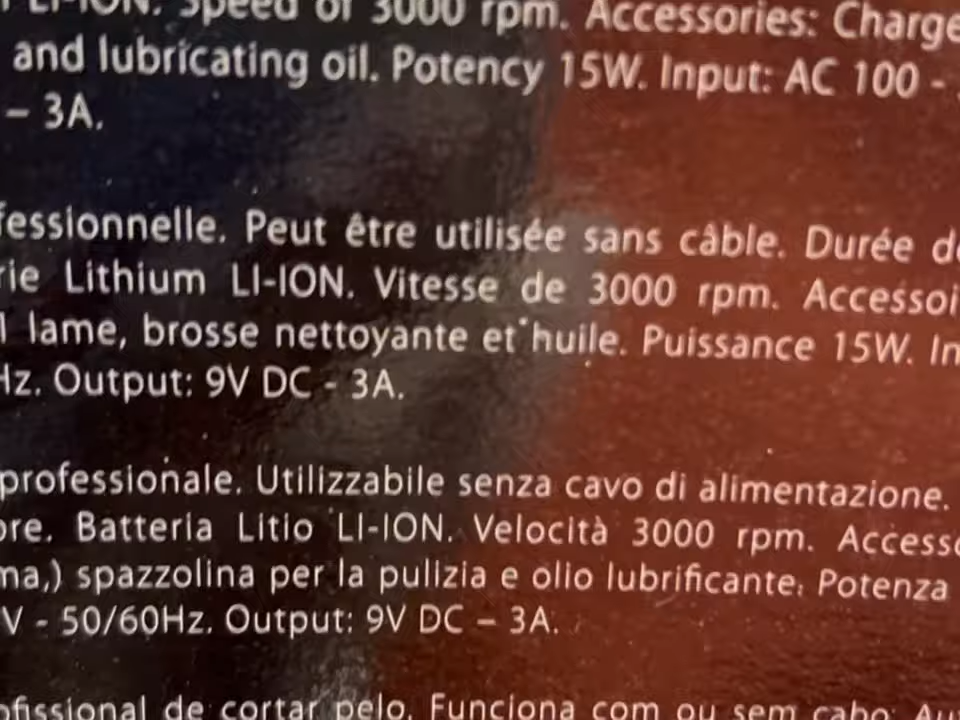 LI-ION. Speed of 3000 rpm. Accessories: Charge
and lubricating oil. Potency 15W. Input: AC 100 -
– 3A.
fessionnelle. Peut être utilisée sans câble. Durée de
rie Lithium LI-ION. Vitesse de 3000 rpm. Accessoi
1 lame, brosse nettoyante et huile. Puissance 15W. In
Hz. Output: 9V DC - 3A.
professionale. Utilizzabile senza cavo di alimentazione.
ore. Batteria Litio LI-ION. Velocità 3000 rpm. Accesso
ma,) spazzolina per la pulizia e olio lubrificante. Potenza
V - 50/60Hz. Output: 9V DC – 3A.
ofissional de cortar pelo. Funciona com ou sem cabo. Au